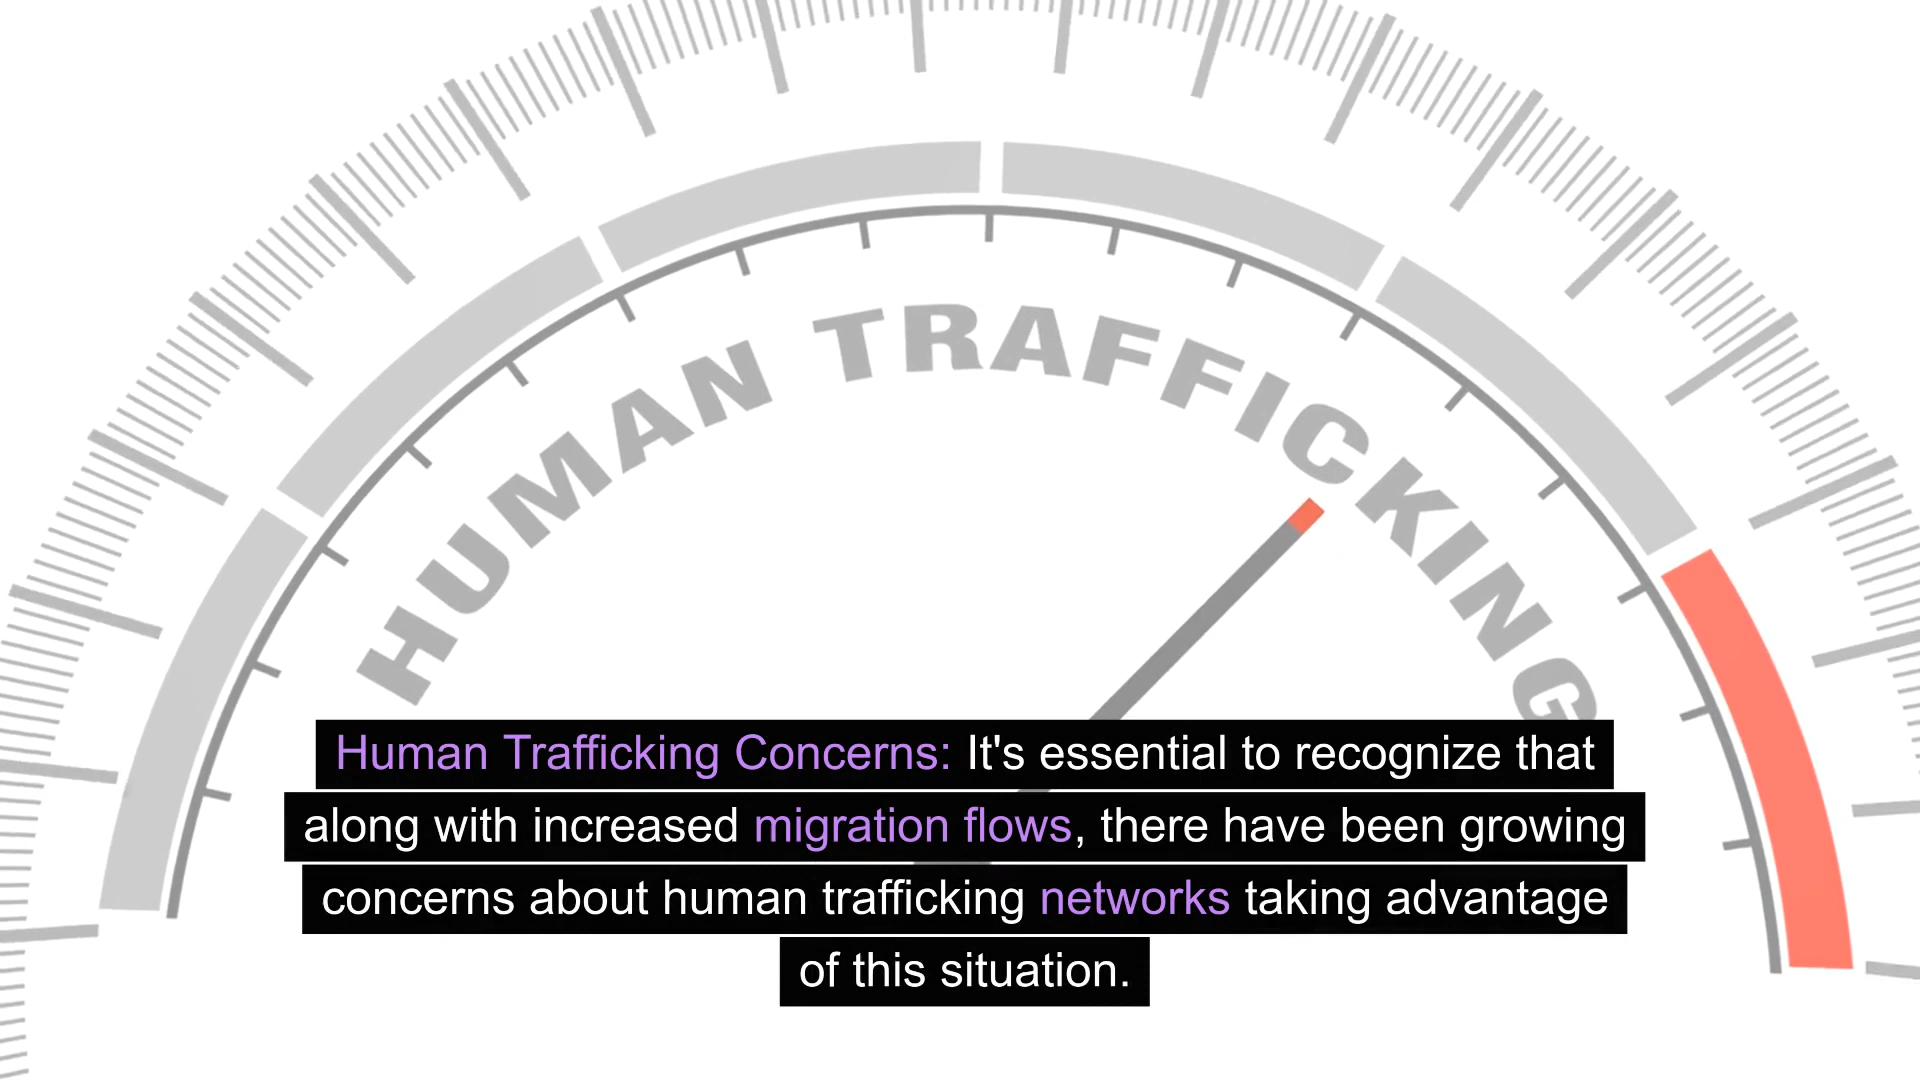 HUMAN TRAFFICKING
Human Trafficking Concerns: It's essential to recognize that
along with increased migration flows, there have been growing
concerns about human trafficking networks taking advantage
of this situation.